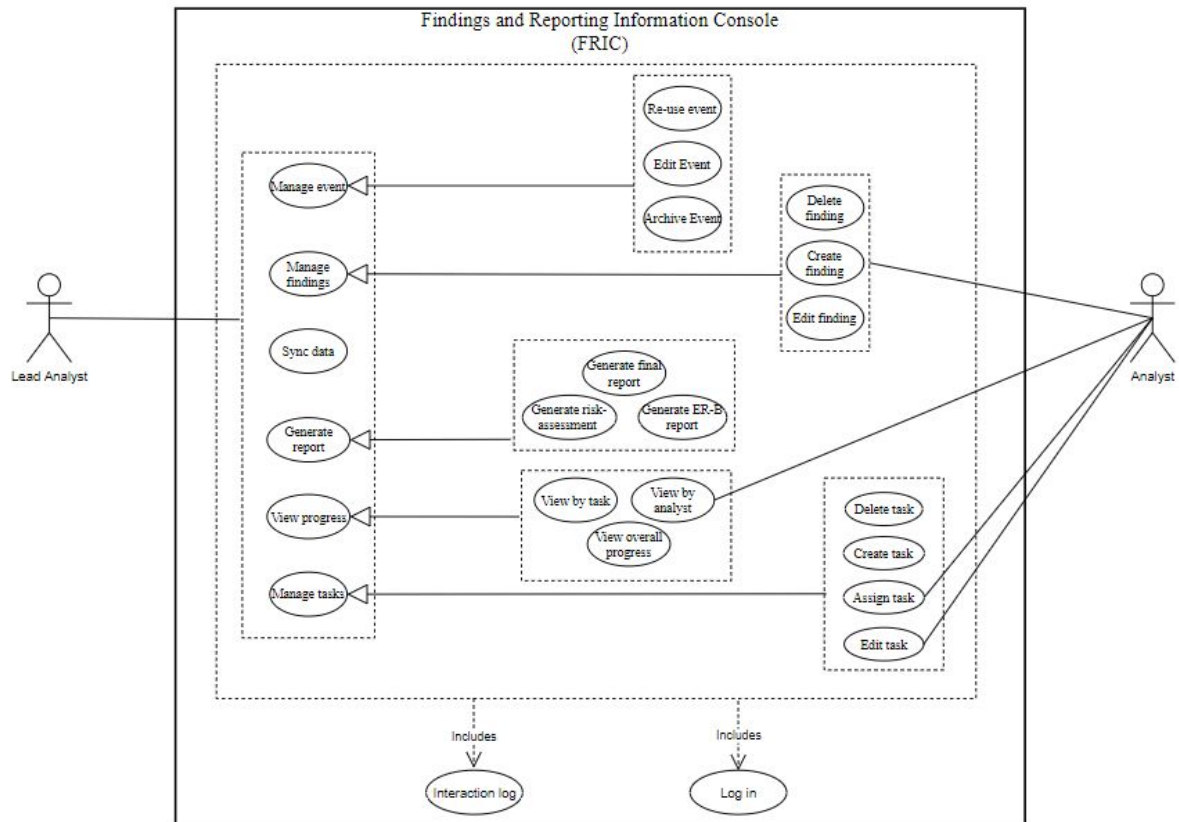 Findings and Reporting Information Console
(FRIC)
Re-use event
Edit Event
Archive Event
Manage event
Delete
finding
Create
finding
Edit finding
Manage
findings
Lead Analyst
Analyst
Sync data
Generate final
report
Generate risk-
assessment
Generate ER-B
report
Generate
report
View by task
View by
analyst
View overall
progress
View progress
Delete task
Create task
Assign task
Edit task
Manage tasks
Includes
Includes
Interaction log
Log in